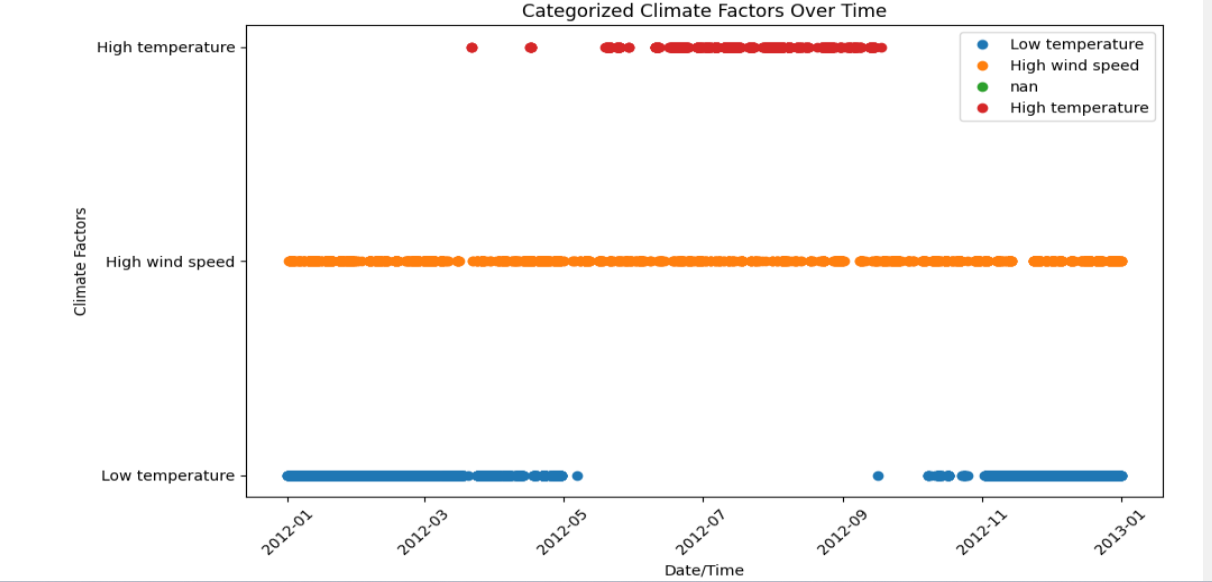 Categorized Climate Factors Over Time
High temperature
High wind speed
Low temperature
Climate Factors
Low temperature
High wind speed
nan
High temperature
2012-01
2012-03
2012-05
2012-07
2012-09
2012-11
2013-01
Date/Time